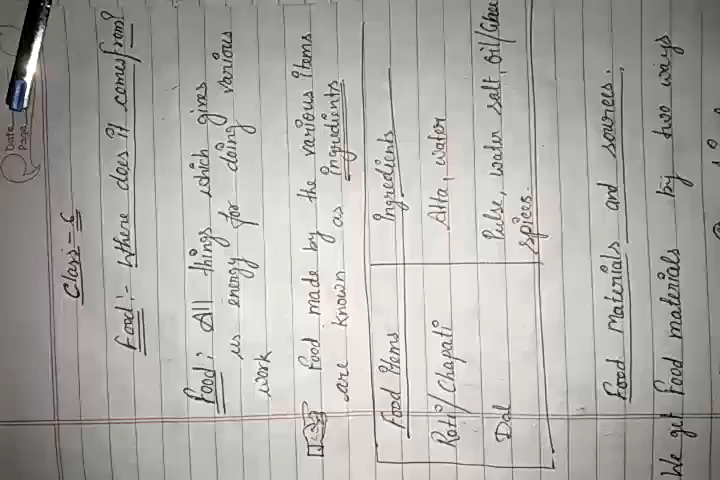 Date
Page
Class - 6
Food :- Where does it comes from?
Food : All things which gives
us energy for doing various
work
Food made by the various items
are known as Ingredients
Food Items Ingredients
Roti/Chapati Atta, water
Dal Pulse, water salt, Oil/Ghee
spices.
Food Materials and sources.
We get Food materials by two ways